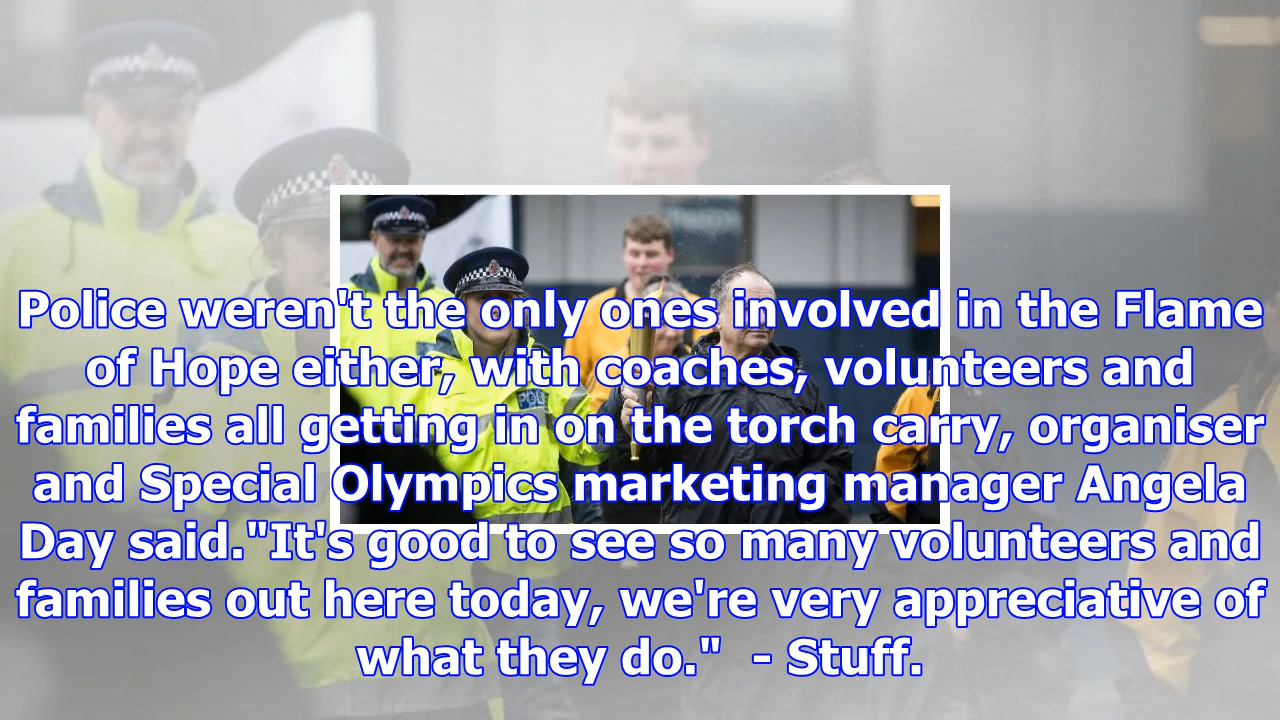 Police weren't the only ones involved in the Flame
of Hope either, with coaches, volunteers and
families all getting in on the torch carry, organiser
and Special Olympics marketing manager Angela
Day said."It's good to see so many volunteers and
families out here today, we're very appreciative of
what they do."  - Stuff.